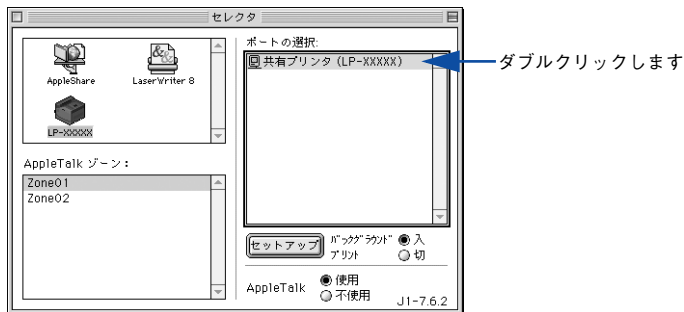 セレクタ
AppleShare
LaserWriter 8
LP-XXXXX
AppleTalk ゾーン：
Zone01
Zone02
ポートの選択:
共有プリンタ (LP-XXXXX)
セットアップ
ﾊﾞｯｸｸﾞﾗｳﾝﾄﾞ
ﾌﾟﾘﾝﾄ
入
切
AppleTalk
使用
不使用
J1-7.6.2
ダブルクリックします